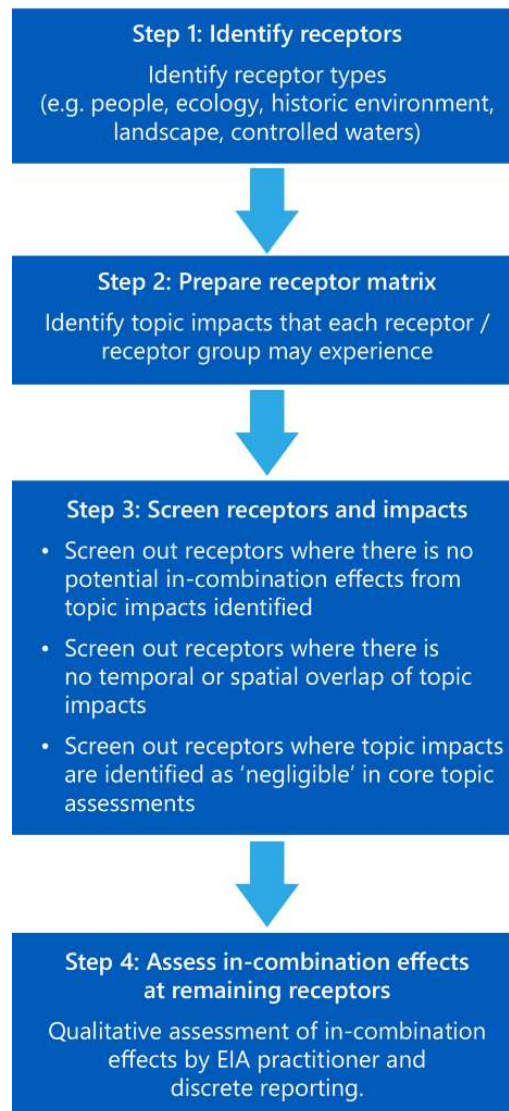 Step 1: Identify receptors
Identify receptor types
(e.g. people, ecology, historic environment,
landscape, controlled waters)
Step 2: Prepare receptor matrix
Identify topic impacts that each receptor /
receptor group may experience
Step 3: Screen receptors and impacts
• Screen out receptors where there is no
potential in-combination effects from
topic impacts identified
• Screen out receptors where there is
no temporal or spatial overlap of topic
impacts
• Screen out receptors where topic impacts
are identified as ‘negligible’ in core topic
assessments
Step 4: Assess in-combination effects
at remaining receptors
Qualitative assessment of in-combination
effects by EIA practitioner and
discrete reporting.